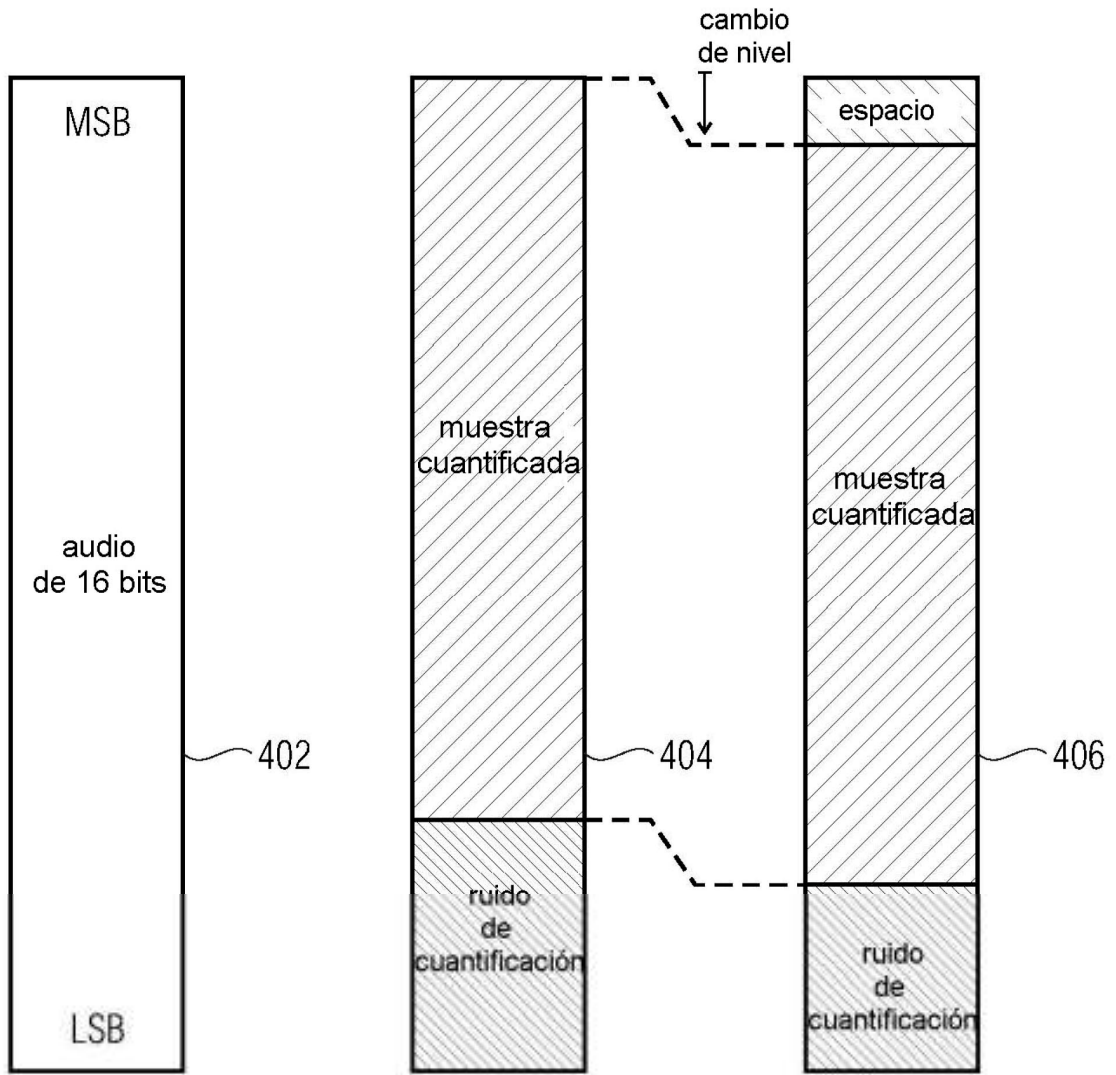 cambio
de nivel
MSB
espacio
muestra
cuantificada
muestra
cuantificada
audio
de 16 bits
402
404
406
ruido
de
cuantificación
ruido
de
cuantificación
LSB